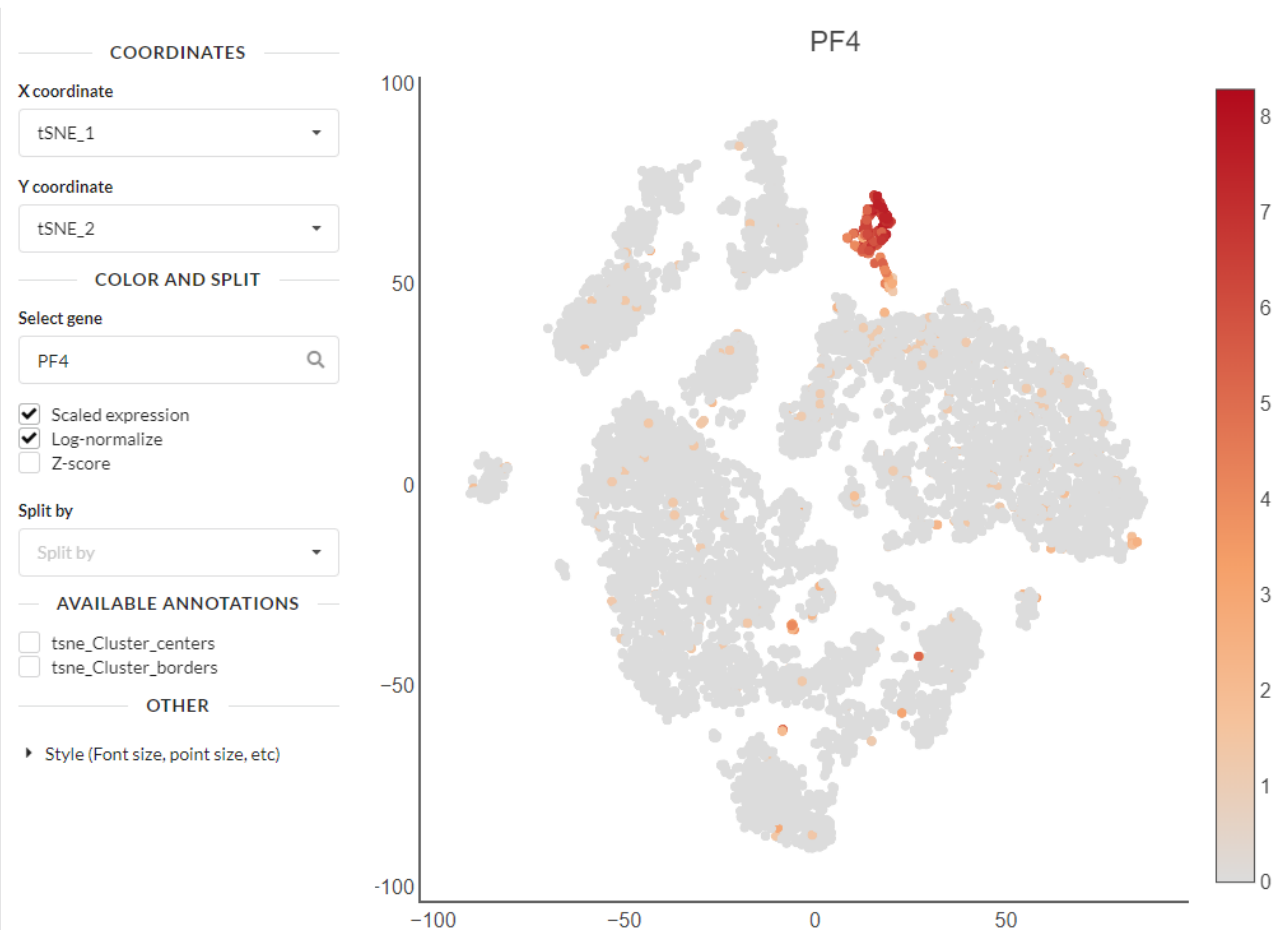 COORDINATES
X coordinate
tSNE_1
Y coordinate
tSNE_2
COLOR AND SPLIT
Select gene
PF4
Scaled expression
Log-normalize
Z-score
Split by
Split by
AVAILABLE ANNOTATIONS
tsne_Cluster_centers
tsne_Cluster_borders
OTHER
Style (Font size, point size, etc)
PF4
100
50
0
−50
-100
−100
−50
0
50
8
7
6
5
4
3
2
1
0